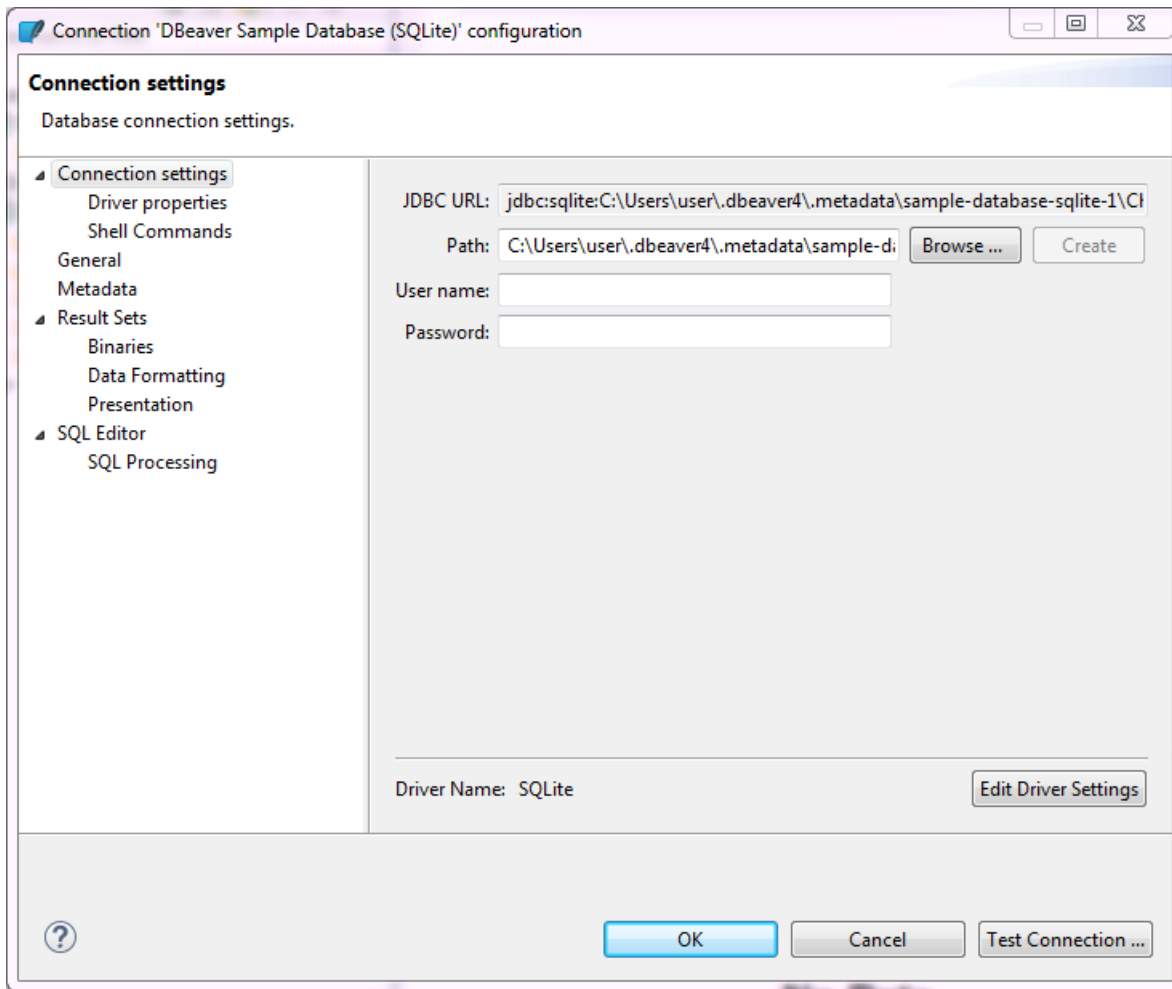 Connection 'DBeaver Sample Database (SQLite)' configuration
Connection settings
Database connection settings.
Connection settings
Driver properties
Shell Commands
General
Metadata
Result Sets
Binaries
Data Formatting
Presentation
SQL Editor
SQL Processing
JDBC URL: jdbc:sqlite:C:\Users\user\.dbeaver4\.metadata\sample-database-sqlite-1\
Path: C:\Users\user\.dbeaver4\.metadata\sample-da Browse ... Create
User name:
Password:
Driver Name: SQLite Edit Driver Settings
? OK Cancel Test Connection ...